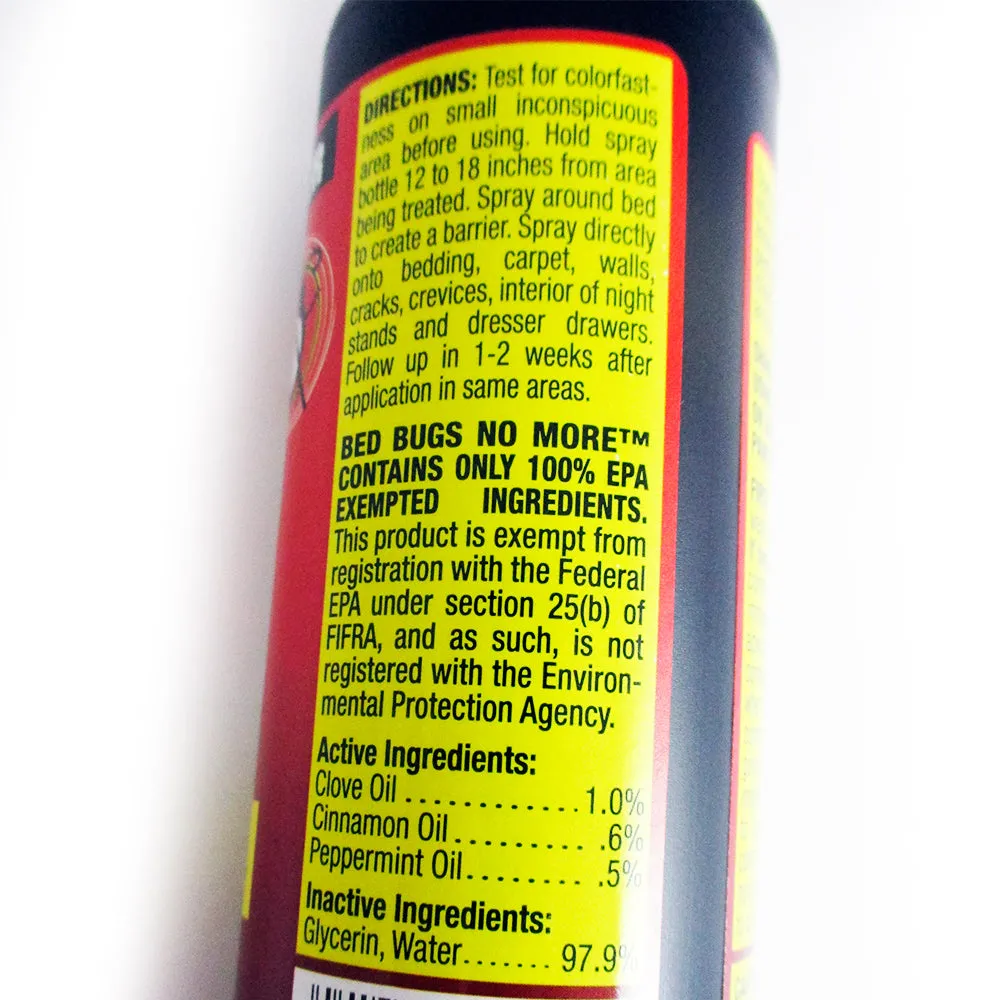 DIRECTIONS: Test for colorfast-
ness on small inconspicuous
area before using. Hold spray
bottle 12 to 18 inches from area
being treated. Spray around bed
to create a barrier. Spray directly
onto bedding, carpet, walls,
cracks, crevices, interior of night
stands and dresser drawers.
Follow up in 1-2 weeks after
application in same areas.
BED BUGS NO MORE™
CONTAINS ONLY 100% EPA
EXEMPTED INGREDIENTS.
This product is exempt from
registration with the Federal
EPA under section 25(b) of
FIFRA, and as such, is not
registered with the Environ-
mental Protection Agency.
Active Ingredients:
Clove Oil ............. 1.0%
Cinnamon Oil ......... .6%
Peppermint Oil........ .5%
Inactive Ingredients:
Glycerin, Water....... 97.9%